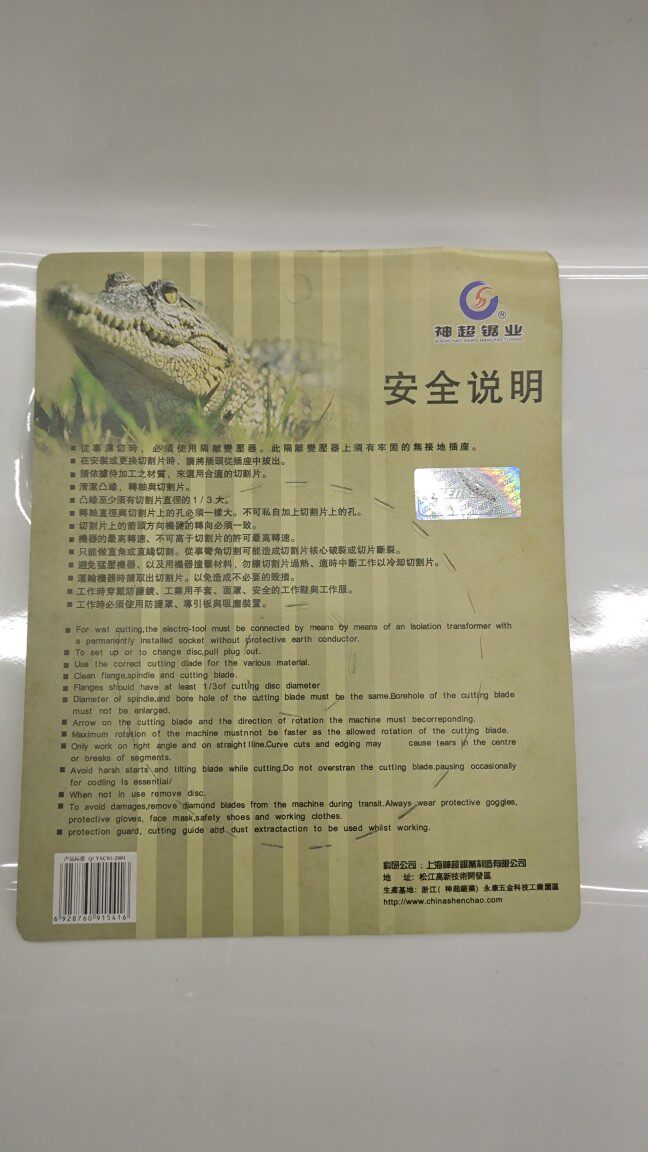 神超锯业
®
SHENCHAO SAWS MANUFACTURING
安全说明
■ 從事濕切時，必須使用隔離變壓器。此隔離變壓器上須有牢固的無接地插座。
■ 在安裝或更换切割片時、請將插頭從插座中拔出。
■ 請依據待加工之材質、來選用合適的切割片。
■ 清潔凸緣、轉軸與切割片。
■ 凸緣至少須有切割片直徑的1/3大。
■ 轉軸直徑與切割片上的孔必須一樣大。不可私自加上切割片上的孔。
■ 切割片上的箭頭方向機器的轉向必須一致。
■ 機器的最高轉速、不可高于切割片的許可最高轉速。
■ 只能做直角或直綫切割。從事彎角切割可能造成切割片核心破裂或切片斷裂。
■ 避免猛壓機器、以及用機器撞擊材料，勿讓切割片過熱、適時中斷工作以冷却切割片。
■ 運輸機器時請取出切割片。以免造成不必要的毀損。
■ 工作時穿戴防護鏡、工業用手套、面罩、安全的工作鞋與工作服。
■ 工作時必須使用防護罩、導引板與吸塵裝置。
■ For wet cutting,the electro-tool must be connected by means by means of an Isolation transformer with
a permanently installed socket without protective earth conductor.
■ To set up or to change disc,pull plug out.
■ Use the correct cutting diade for the various material.
■ Clean flange,spindle and cutting blade.
■ Flanges should have at least 1/3of cutting disc diameter
■ Diameter of spindle,and bore hole of the cutting blade must be the same.Borehole of the cutting blade
must not be enlarged.
■ Arrow on the cutting blade and the direction of rotation the machine must becorreponding.
■ Maximum rotation of the machine mustnnot be faster as the allowed rotation of the cutting blade.
■ Only work on right angle and on straight lline.Curve cuts and edging may cause tears in the centre
or breaks of segments.
■ Avoid harsh starts and tilting blade while cutting.Do not overstran the cutting blade,pausing occasionally
for codling is essential/
■ When not in use remove disc.
■ To avoid damages,remove diamond blades from the machine during transit.Always wear protective goggles,
protective gloves, face mask,safety shoes and working clothes.
■ protection guard, cutting guide abd dust extractaction to be used whilst working.
产品标准 Q/ YSC01-2001
6 928760 915416
科研公司：上海神超鋸業制造有限公司
地 址：松江高新技術開發區
生產基地：浙江（神超鋸業）永康五金科技工業園區
http://www.chinashenchao.com